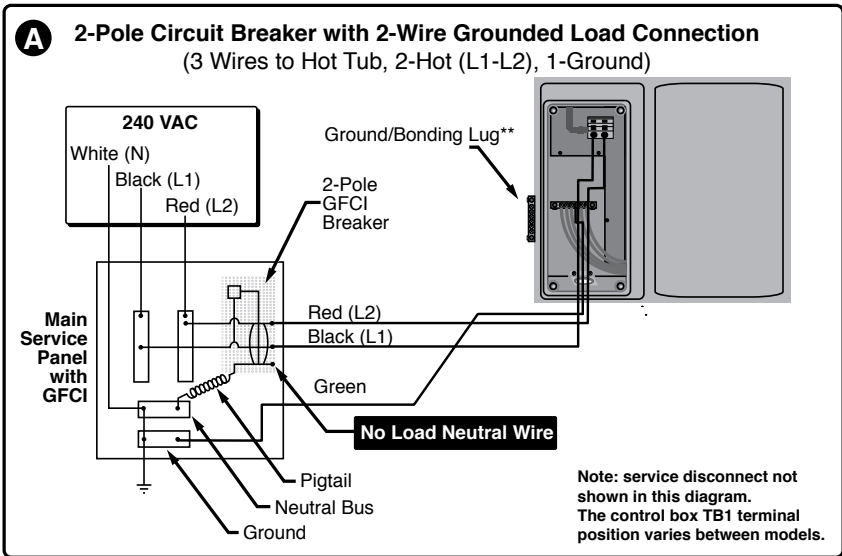 A
2-Pole Circuit Breaker with 2-Wire Grounded Load Connection
(3 Wires to Hot Tub, 2-Hot (L1-L2), 1-Ground)
240 VAC
White (N)
Black (L1)
Red (L2)
Ground/Bonding Lug**
2-Pole
GFCI
Breaker
Main
Service
Panel
with
GFCI
Red (L2)
Black (L1)
Green
No Load Neutral Wire
Pigtail
Neutral Bus
Ground
Note: service disconnect not
shown in this diagram.
The control box TB1 terminal
position varies between models.